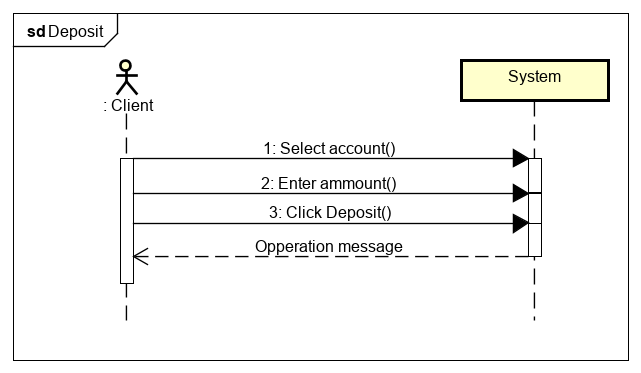 sd Deposit
: Client
System
1: Select account()
2: Enter ammount()
3: Click Deposit()
Opperation message